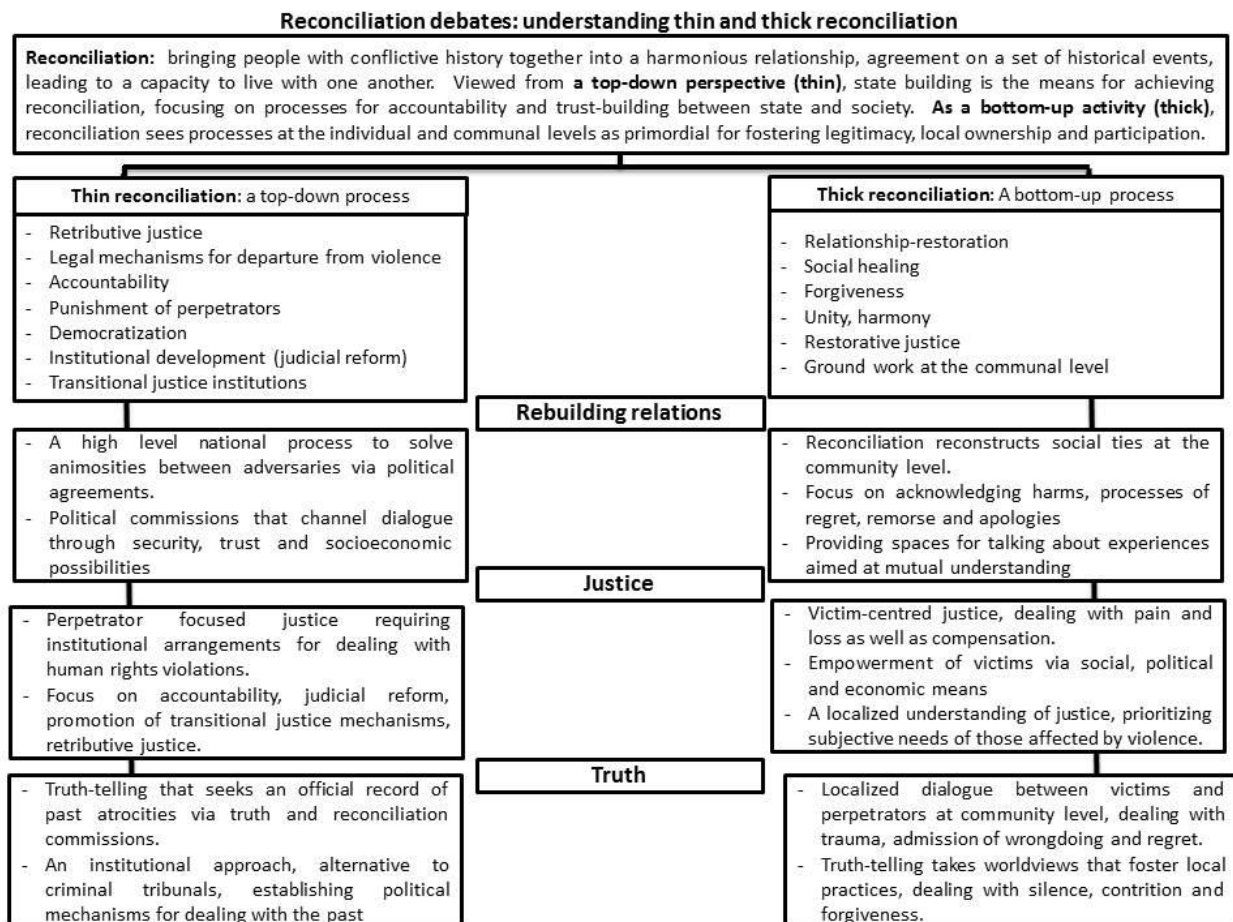 Reconciliation debates: understanding thin and thick reconciliation
Reconciliation: bringing people with conflictive history together into a harmonious relationship, agreement on a set of historical events,
leading to a capacity to live with one another. Viewed from a top-down perspective (thin), state building is the means for achieving
reconciliation, focusing on processes for accountability and trust-building between state and society. As a bottom-up activity (thick),
reconciliation sees processes at the individual and communal levels as primordial for fostering legitimacy, local ownership and participation.
Thin reconciliation: a top-down process
- Retributive justice
- Legal mechanisms for departure from violence
- Accountability
- Punishment of perpetrators
- Democratization
- Institutional development (judicial reform)
- Transitional justice institutions
Thick reconciliation: A bottom-up process
- Relationship-restoration
- Social healing
- Forgiveness
- Unity, harmony
- Restorative justice
- Ground work at the communal level
Rebuilding relations
- A high level national process to solve
animosities between adversaries via political
agreements.
- Political commissions that channel dialogue
through security, trust and socioeconomic
possibilities
- Reconciliation reconstructs social ties at the
community level.
- Focus on acknowledging harms, processes of
regret, remorse and apologies
- Providing spaces for talking about experiences
aimed at mutual understanding
Justice
- Perpetrator focused justice requiring
institutional arrangements for dealing with
human rights violations.
- Focus on accountability, judicial reform,
promotion of transitional justice mechanisms,
retributive justice.
- Victim-centred justice, dealing with pain and
loss as well as compensation.
- Empowerment of victims via social, political
and economic means
- A localized understanding of justice, prioritizing
subjective needs of those affected by violence.
Truth
- Truth-telling that seeks an official record of
past atrocities via truth and reconciliation
commissions.
- An institutional approach, alternative to
criminal tribunals, establishing political
mechanisms for dealing with the past
- Localized dialogue between victims and
perpetrators at community level, dealing with
trauma, admission of wrongdoing and regret.
- Truth-telling takes worldviews that foster local
practices, dealing with silence, contrition and
forgiveness.